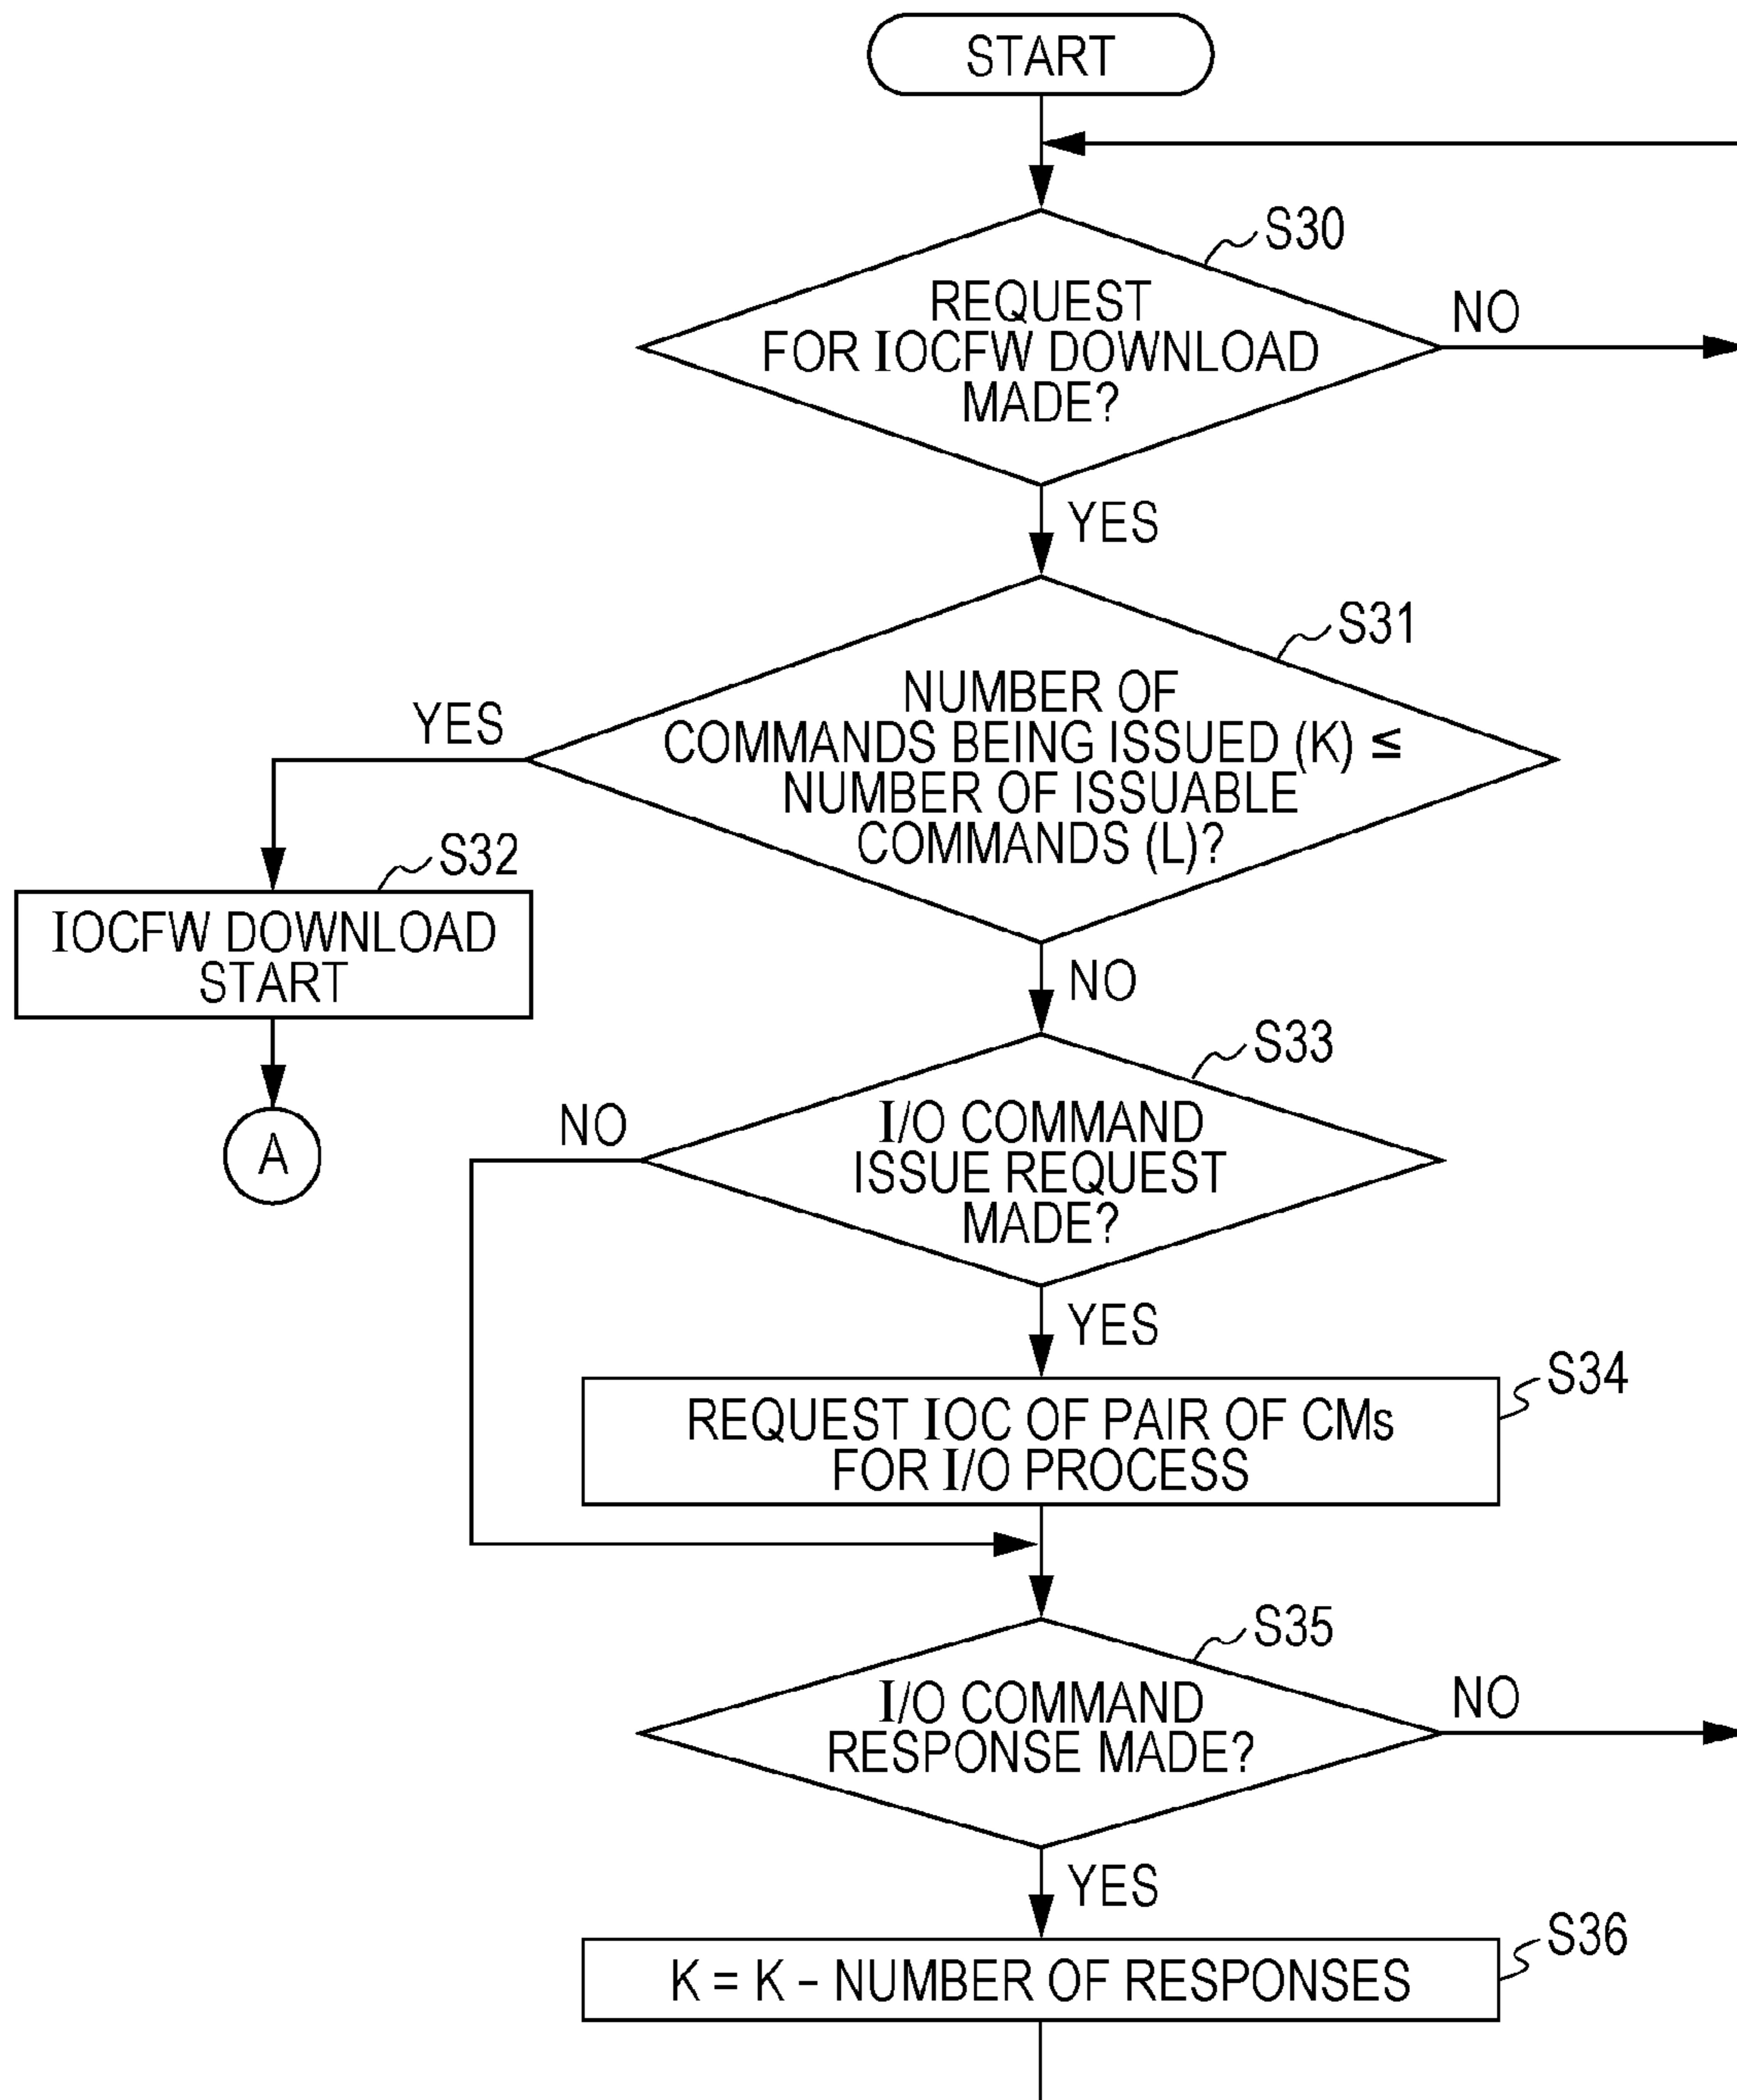 START
S30
REQUEST
FOR IOCFW DOWNLOAD
MADE?
NO
YES
S31
NUMBER OF
COMMANDS BEING ISSUED (K) ≤
NUMBER OF ISSUABLE
COMMANDS (L)?
YES
S32
IOCFW DOWNLOAD
START
A
NO
S33
I/O COMMAND
ISSUE REQUEST
MADE?
NO
YES
S34
REQUEST IOC OF PAIR OF CMs
FOR I/O PROCESS
S35
I/O COMMAND
RESPONSE MADE?
NO
YES
S36
K = K – NUMBER OF RESPONSES